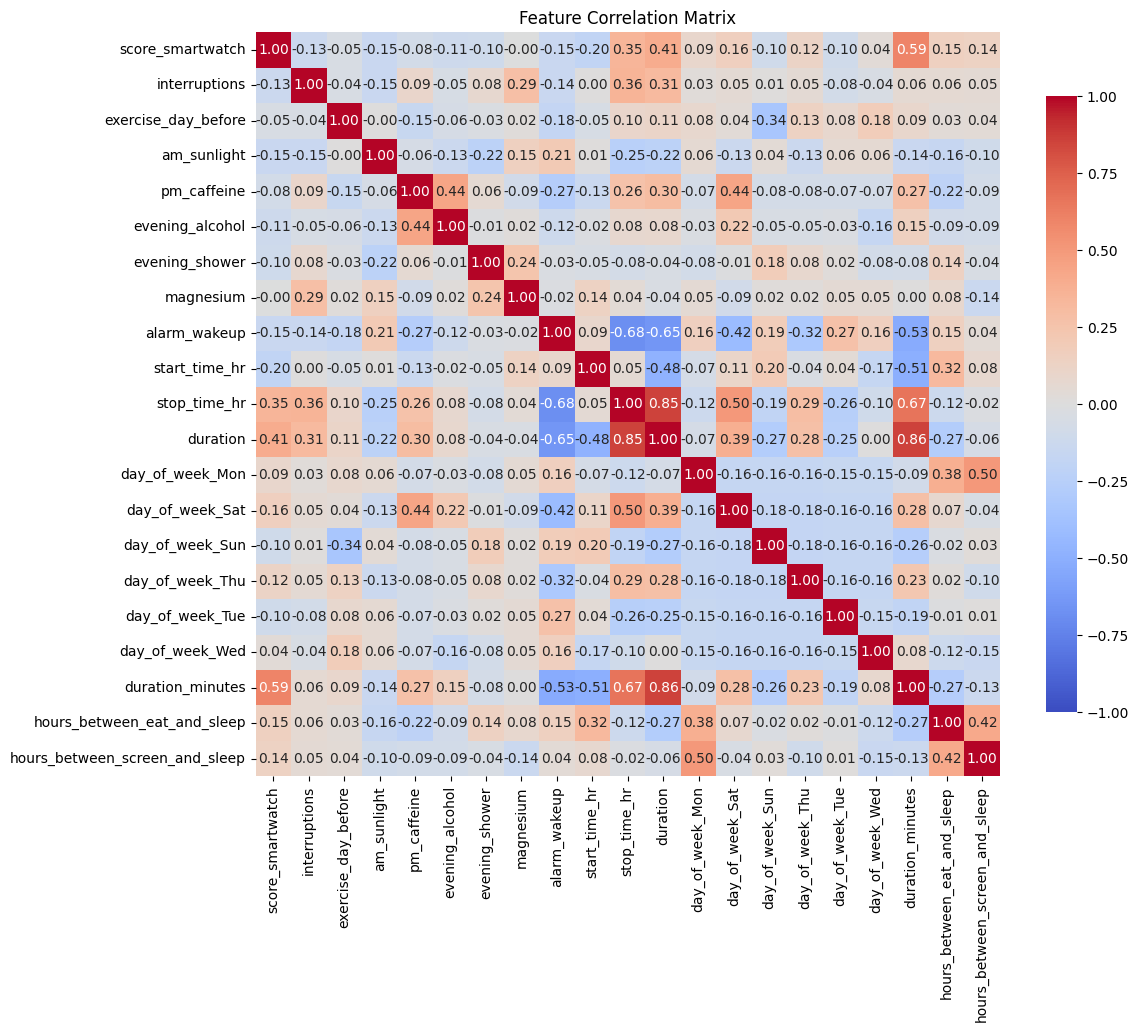 Feature Correlation Matrix
score_smartwatch 1.00 -0.13 -0.05 -0.15 -0.08 -0.11 -0.10 -0.00 -0.15 -0.20 0.35 0.41 0.09 0.16 -0.10 0.12 -0.10 0.04 0.59 0.15 0.14
interruptions -0.13 1.00 -0.04 -0.15 0.09 -0.05 0.08 0.29 -0.14 0.00 0.36 0.31 0.03 0.05 0.01 0.05 -0.08 -0.04 0.06 0.06 0.05
exercise_day_before -0.05 -0.04 1.00 -0.00 -0.15 -0.06 -0.03 0.02 -0.18 -0.05 0.10 0.11 0.08 0.04 -0.34 0.13 0.08 0.18 0.09 0.03 0.04
am_sunlight -0.15 -0.15 -0.00 1.00 -0.06 -0.13 -0.22 0.15 0.21 0.01 -0.25 -0.22 0.06 -0.13 0.04 -0.13 0.06 0.06 -0.14 -0.16 -0.10
pm_caffeine -0.08 0.09 -0.15 -0.06 1.00 0.44 0.06 -0.09 -0.27 -0.13 0.26 0.30 -0.07 0.44 -0.08 -0.08 -0.07 -0.07 0.27 -0.22 -0.09
evening_alcohol -0.11 -0.05 -0.06 -0.13 0.44 1.00 -0.01 0.02 -0.12 -0.02 0.08 0.08 -0.03 0.22 -0.05 -0.05 -0.03 -0.16 0.15 -0.09 -0.09
evening_shower -0.10 0.08 -0.03 -0.22 0.06 -0.01 1.00 0.24 -0.03 -0.05 -0.08 -0.04 -0.08 -0.01 0.18 0.08 0.02 -0.08 -0.08 0.14 -0.04
magnesium -0.00 0.29 0.02 0.15 -0.09 0.02 0.24 1.00 -0.02 0.14 0.04 -0.04 0.05 -0.09 0.02 0.02 0.05 0.05 0.00 0.08 -0.14
alarm_wakeup -0.15 -0.14 -0.18 0.21 -0.27 -0.12 -0.03 -0.02 1.00 0.09 -0.68 -0.65 0.16 -0.42 0.19 -0.32 0.27 0.16 -0.53 0.15 0.04
start_time_hr -0.20 0.00 -0.05 0.01 -0.13 -0.02 -0.05 0.14 0.09 1.00 0.05 -0.48 -0.07 0.11 0.20 -0.04 0.04 -0.17 -0.51 0.32 0.08
stop_time_hr 0.35 0.36 0.10 -0.25 0.26 0.08 -0.08 0.04 -0.68 0.05 1.00 0.85 -0.12 0.50 -0.19 0.29 -0.26 -0.10 0.67 -0.12 -0.02
duration 0.41 0.31 0.11 -0.22 0.30 0.08 -0.04 -0.04 -0.65 -0.48 0.85 1.00 -0.07 0.39 -0.27 0.28 -0.25 0.00 0.86 -0.27 -0.06
day_of_week_Mon 0.09 0.03 0.08 0.06 -0.07 -0.03 -0.08 0.05 0.16 -0.07 -0.12 -0.07 1.00 -0.16 -0.16 -0.16 -0.15 -0.15 -0.09 0.38 0.50
day_of_week_Sat 0.16 0.05 0.04 -0.13 0.44 0.22 -0.01 -0.09 -0.42 0.11 0.50 0.39 -0.16 1.00 -0.18 -0.18 -0.16 -0.16 0.28 0.07 -0.04
day_of_week_Sun -0.10 0.01 -0.34 0.04 -0.08 -0.05 0.18 0.02 0.19 0.20 -0.19 -0.27 -0.16 -0.18 1.00 -0.18 -0.16 -0.16 -0.26 -0.02 0.03
day_of_week_Thu 0.12 0.05 0.13 -0.13 -0.08 -0.05 0.08 0.02 -0.32 -0.04 0.29 0.28 -0.16 -0.18 -0.18 1.00 -0.16 -0.16 0.23 0.02 -0.10
day_of_week_Tue -0.10 -0.08 0.08 0.06 -0.07 -0.03 0.02 0.05 0.27 0.04 -0.26 -0.25 -0.15 -0.16 -0.16 -0.16 1.00 -0.15 -0.19 -0.01 0.01
day_of_week_Wed 0.04 -0.04 0.18 0.06 -0.07 -0.16 -0.08 0.05 0.16 -0.17 -0.10 0.00 -0.15 -0.16 -0.16 -0.16 -0.15 1.00 0.08 -0.12 -0.15
duration_minutes 0.59 0.06 0.09 -0.14 0.27 0.15 -0.08 0.00 -0.53 -0.51 0.67 0.86 -0.09 0.28 -0.26 0.23 -0.19 0.08 1.00 -0.27 -0.13
hours_between_eat_and_sleep 0.15 0.06 0.03 -0.16 -0.22 -0.09 0.14 0.08 0.15 0.32 -0.12 -0.27 0.38 0.07 -0.02 0.02 -0.01 -0.12 -0.27 1.00 0.42
hours_between_screen_and_sleep 0.14 0.05 0.04 -0.10 -0.09 -0.09 -0.04 -0.14 0.04 0.08 -0.02 -0.06 0.50 -0.04 0.03 -0.10 0.01 -0.15 -0.13 0.42 1.00
score_smartwatch
interruptions
exercise_day_before
am_sunlight
pm_caffeine
evening_alcohol
evening_shower
magnesium
alarm_wakeup
start_time_hr
stop_time_hr
duration
day_of_week_Mon
day_of_week_Sat
day_of_week_Sun
day_of_week_Thu
day_of_week_Tue
day_of_week_Wed
duration_minutes
hours_between_eat_and_sleep
hours_between_screen_and_sleep
1.00
0.75
0.50
0.25
0.00
−0.25
−0.50
−0.75
−1.00